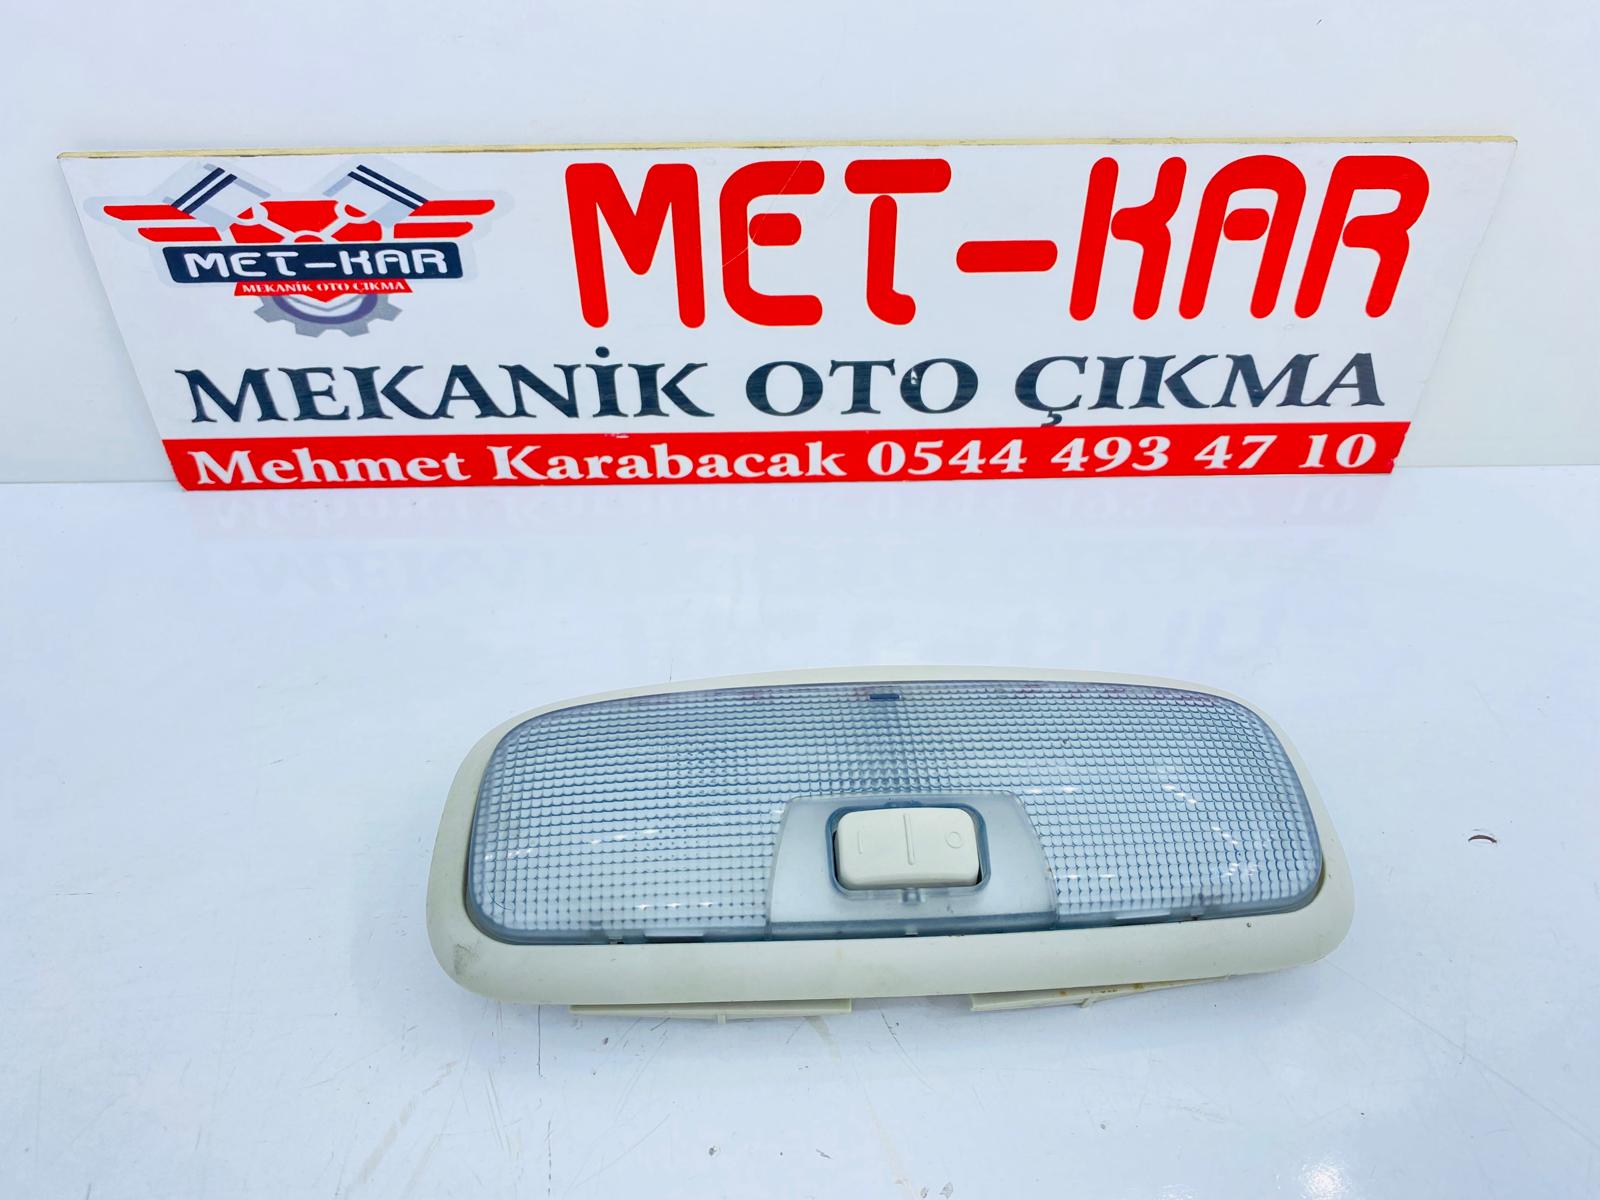 MET-KAR
MEKANİK OTO ÇIKMA
MET-KAR
MEKANİK OTO ÇIKMA
Mehmet Karabacak 0544 493 47 10